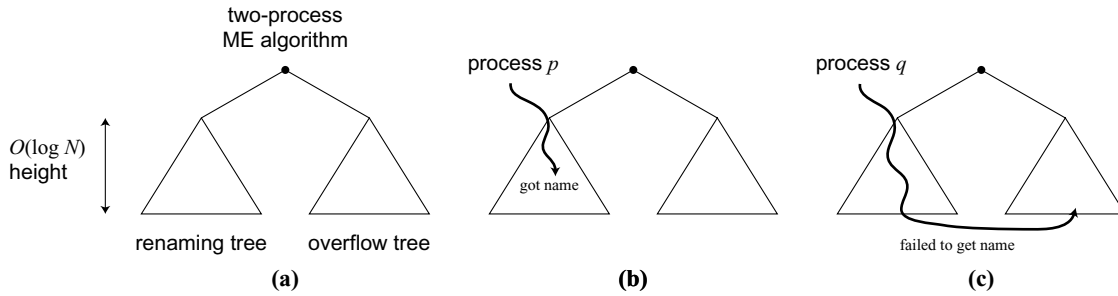 two-process
ME algorithm
process p
process q
O(log N)
height
got name
renaming tree
overflow tree
failed to get name
(a)
(b)
(c)